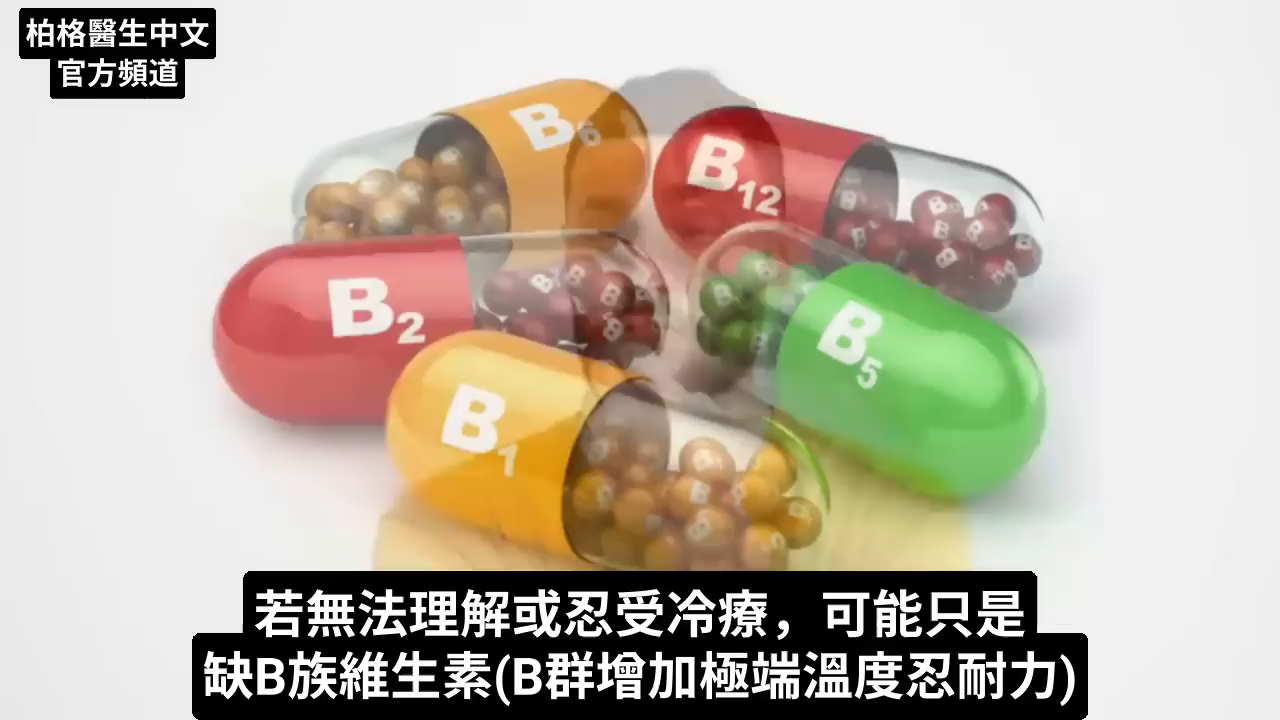 柏格醫生中文
官方頻道
B6
B12
B2
B5
B1
若無法理解或忍受冷療，可能只是
缺B族維生素(B群增加極端溫度忍耐力)